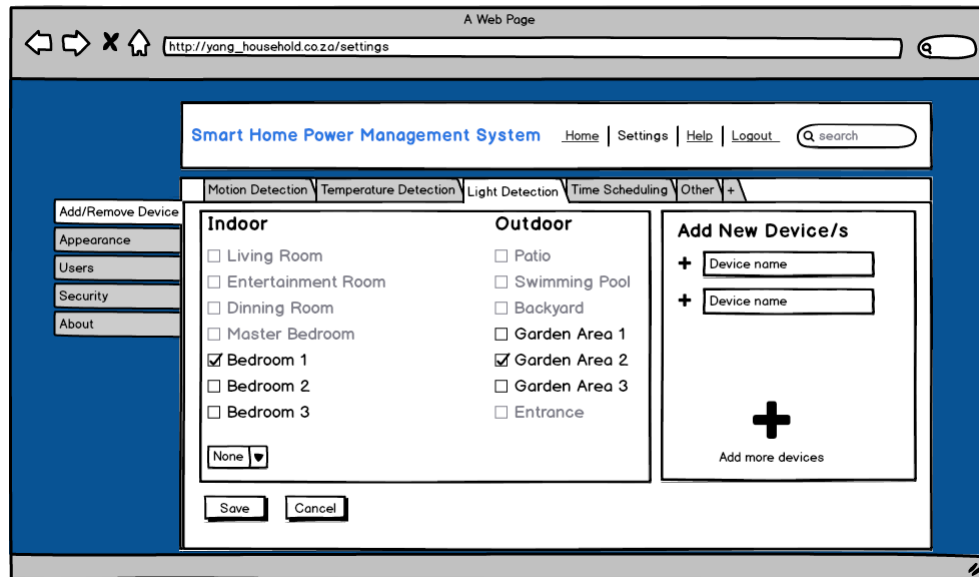 A Web Page
http://yang_household.co.za/settings
Smart Home Power Management System Home Settings Help Logout search
Motion Detection Temperature Detection Light Detection Time Scheduling Other +
Add/Remove Device
Appearance
Users
Security
About
Indoor
Living Room
Entertainment Room
Dinning Room
Master Bedroom
Bedroom 1
Bedroom 2
Bedroom 3
None
Outdoor
Patio
Swimming Pool
Backyard
Garden Area 1
Garden Area 2
Garden Area 3
Entrance
Add New Device/s
+ Device name
+ Device name
Add more devices
Save Cancel